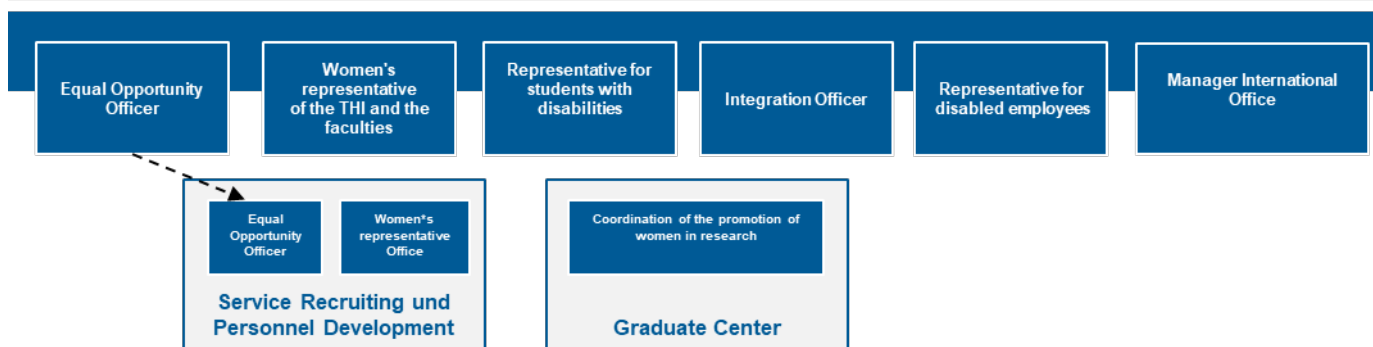 Equal Opportunity
Officer
Women's
representative
of the THI and the
faculties
Representative for
students with
disabilities
Integration Officer
Representative for
disabled employees
Manager International
Office
Equal
Opportunity
Officer
Women*s
representative
Office
Service Recruiting und
Personnel Development
Coordination of the promotion of
women in research
Graduate Center